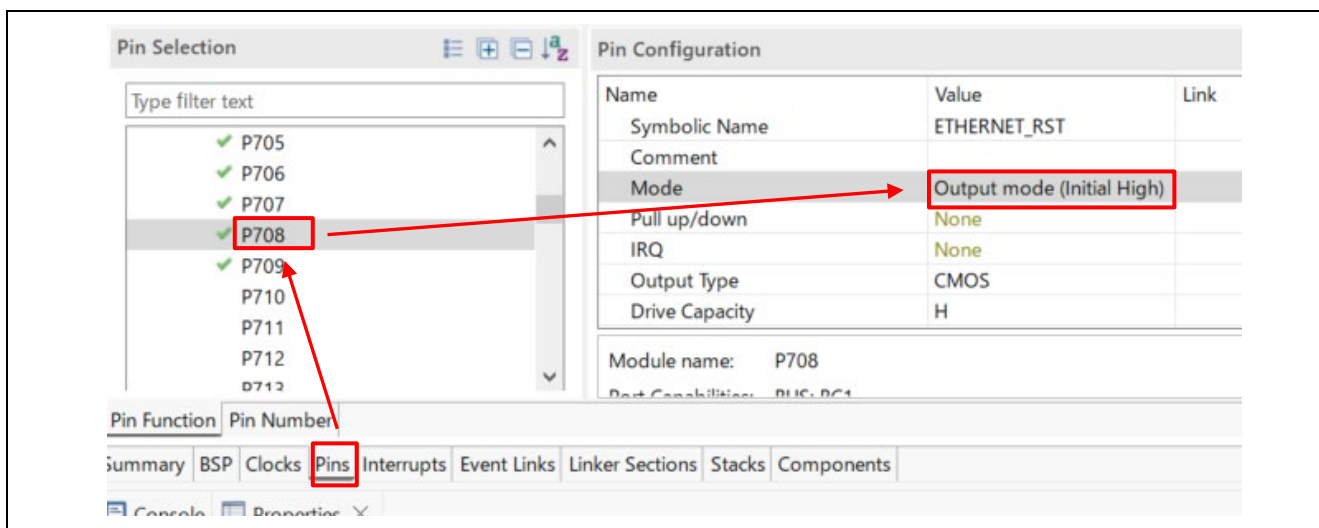 Pin Selection
Type filter text
P705
P706
P707
P708
P709
P710
P711
P712
P713
Pin Configuration
Name Value Link
Symbolic Name ETHERNET_RST
Comment
Mode Output mode (Initial High)
Pull up/down None
IRQ None
Output Type CMOS
Drive Capacity H
Module name: P708
Port Capabilities:
Pin Function Pin Number
Summary BSP Clocks Pins Interrupts Event Links Linker Sections Stacks Components
Console Properties